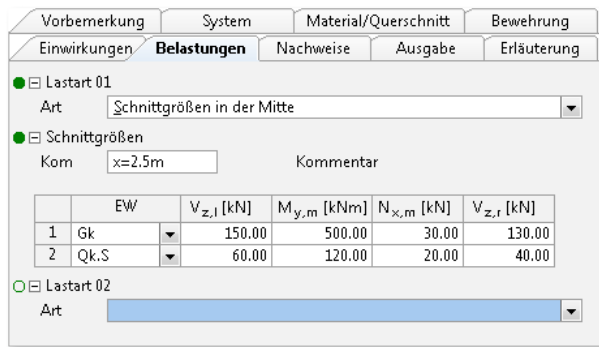 Vorbemerkung System Material/Querschnitt Bewehrung
Einwirkungen Belastungen Nachweise Ausgabe Erläuterung
Lastart 01
Art Schnittgrößen in der Mitte
Schnittgrößen
Kom x=2.5m Kommentar
EW Vz,l [kN] My,m [kNm] Nx,m [kN] Vz,r [kN]
1 Gk 150.00 500.00 30.00 130.00
2 Qk.S 60.00 120.00 20.00 40.00
Lastart 02
Art